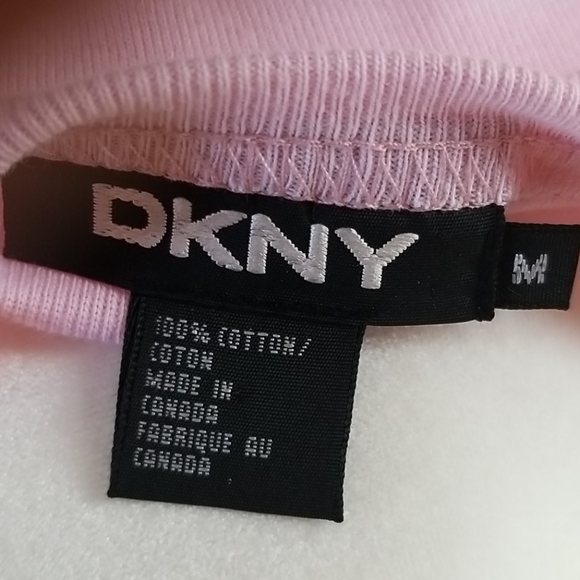 DKNY
M
100% COTTON/
COTON
MADE IN
CANADA
FABRIQUE AU
CANADA